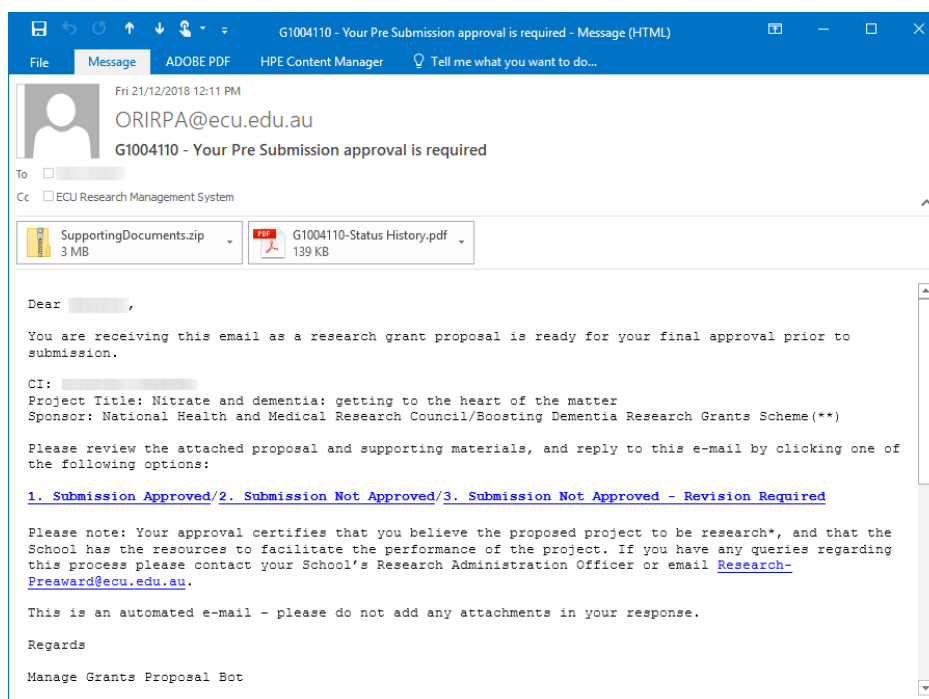 G1004110 - Your Pre Submission approval is required - Message (HTML)
File Message ADOBE PDF HPE Content Manager Tell me what you want to do...
Fri 21/12/2018 12:11 PM
ORIRPA@ecu.edu.au
G1004110 - Your Pre Submission approval is required
To
Cc ECU Research Management System
SupportingDocuments.zip
3 MB
PDF
G1004110-Status History.pdf
139 KB
Dear ,
You are receiving this email as a research grant proposal is ready for your final approval prior to
submission.
CI:
Project Title: Nitrate and dementia: getting to the heart of the matter
Sponsor: National Health and Medical Research Council/Boosting Dementia Research Grants Scheme(**)
Please review the attached proposal and supporting materials, and reply to this e-mail by clicking one of
the following options:
1. Submission Approved/2. Submission Not Approved/3. Submission Not Approved - Revision Required
Please note: Your approval certifies that you believe the proposed project to be research*, and that the
School has the resources to facilitate the performance of the project. If you have any queries regarding
this process please contact your School's Research Administration Officer or email Research-
Preaward@ecu.edu.au.
This is an automated e-mail - please do not add any attachments in your response.
Regards
Manage Grants Proposal Bot